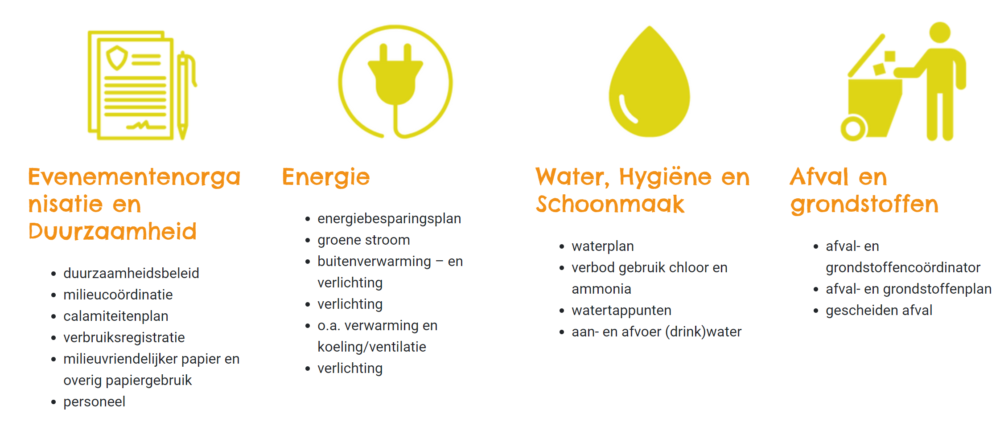 Evenementenorga
nisatie en
Duurzaamheid
• duurzaamheidsbeleid
• milieucoördinatie
• calamiteitenplan
• verbruiksregistratie
• milieuvriendelijker papier en
overig papiergebruik
• personeel
Energie
• energiebesparingsplan
• groene stroom
• buitenverwarming – en
verlichting
• verlichting
• o.a. verwarming en
koeling/ventilatie
• verlichting
Water, Hygiëne en
Schoonmaak
• waterplan
• verbod gebruik chloor en
ammonia
• watertappunten
• aan- en afvoer (drink)water
Afval en
grondstoffen
• afval- en
grondstoffencoördinator
• afval- en grondstoffenplan
• gescheiden afval